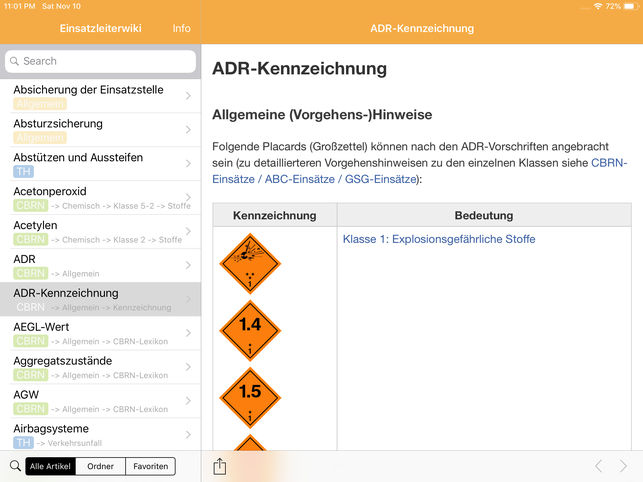 11:01 PM Sat Nov 10
72%
Einsatzleiterwiki
Info
ADR-Kennzeichnung
Search
Absicherung der Einsatzstelle
Allgemein
Absturzsicherung
Allgemein
Abstützen und Aussteifen
TH
Acetonperoxid
CBRN -> Chemisch -> Klasse 5-2 -> Stoffe
Acetylen
CBRN -> Chemisch -> Klasse 2 -> Stoffe
ADR
CBRN -> Allgemein
ADR-Kennzeichnung
CBRN -> Allgemein -> Kennzeichnung
AEGL-Wert
CBRN -> Allgemein -> CBRN-Lexikon
Aggregatszustände
CBRN -> Allgemein -> CBRN-Lexikon
AGW
CBRN -> Allgemein -> CBRN-Lexikon
Airbagsysteme
TH -> Verkehrsunfall
Alle Artikel
Ordner
Favoriten
ADR-Kennzeichnung
Allgemeine (Vorgehens-)Hinweise
Folgende Placards (Großzettel) können nach den ADR-Vorschriften angebracht
sein (zu detaillierteren Vorgehenshinweisen zu den einzelnen Klassen siehe CBRN-
Einsätze / ABC-Einsätze / GSG-Einsätze):
Kennzeichnung
Bedeutung
Klasse 1: Explosionsgefährliche Stoffe
1
1.4
1
1.5
1